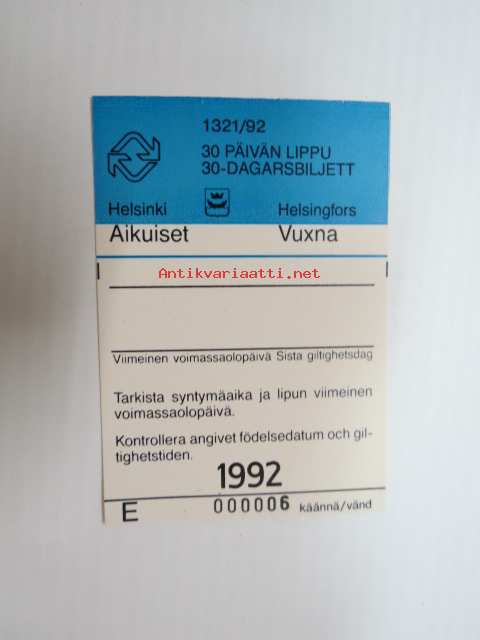 1321/92
30 PÄIVÄN LIPPU
30-DAGARSBILJETT
Helsinki Helsingfors
Aikuiset Vuxna
Antikvariaatti.net
Viimeinen voimassaolopäivä Sista giltighetsdag
Tarkista syntymäaika ja lipun viimeinen
voimassaolopäivä.
Kontrollera angivet födelsedatum och gil-
tighetstiden.
1992
E 000006 käännä/vänd